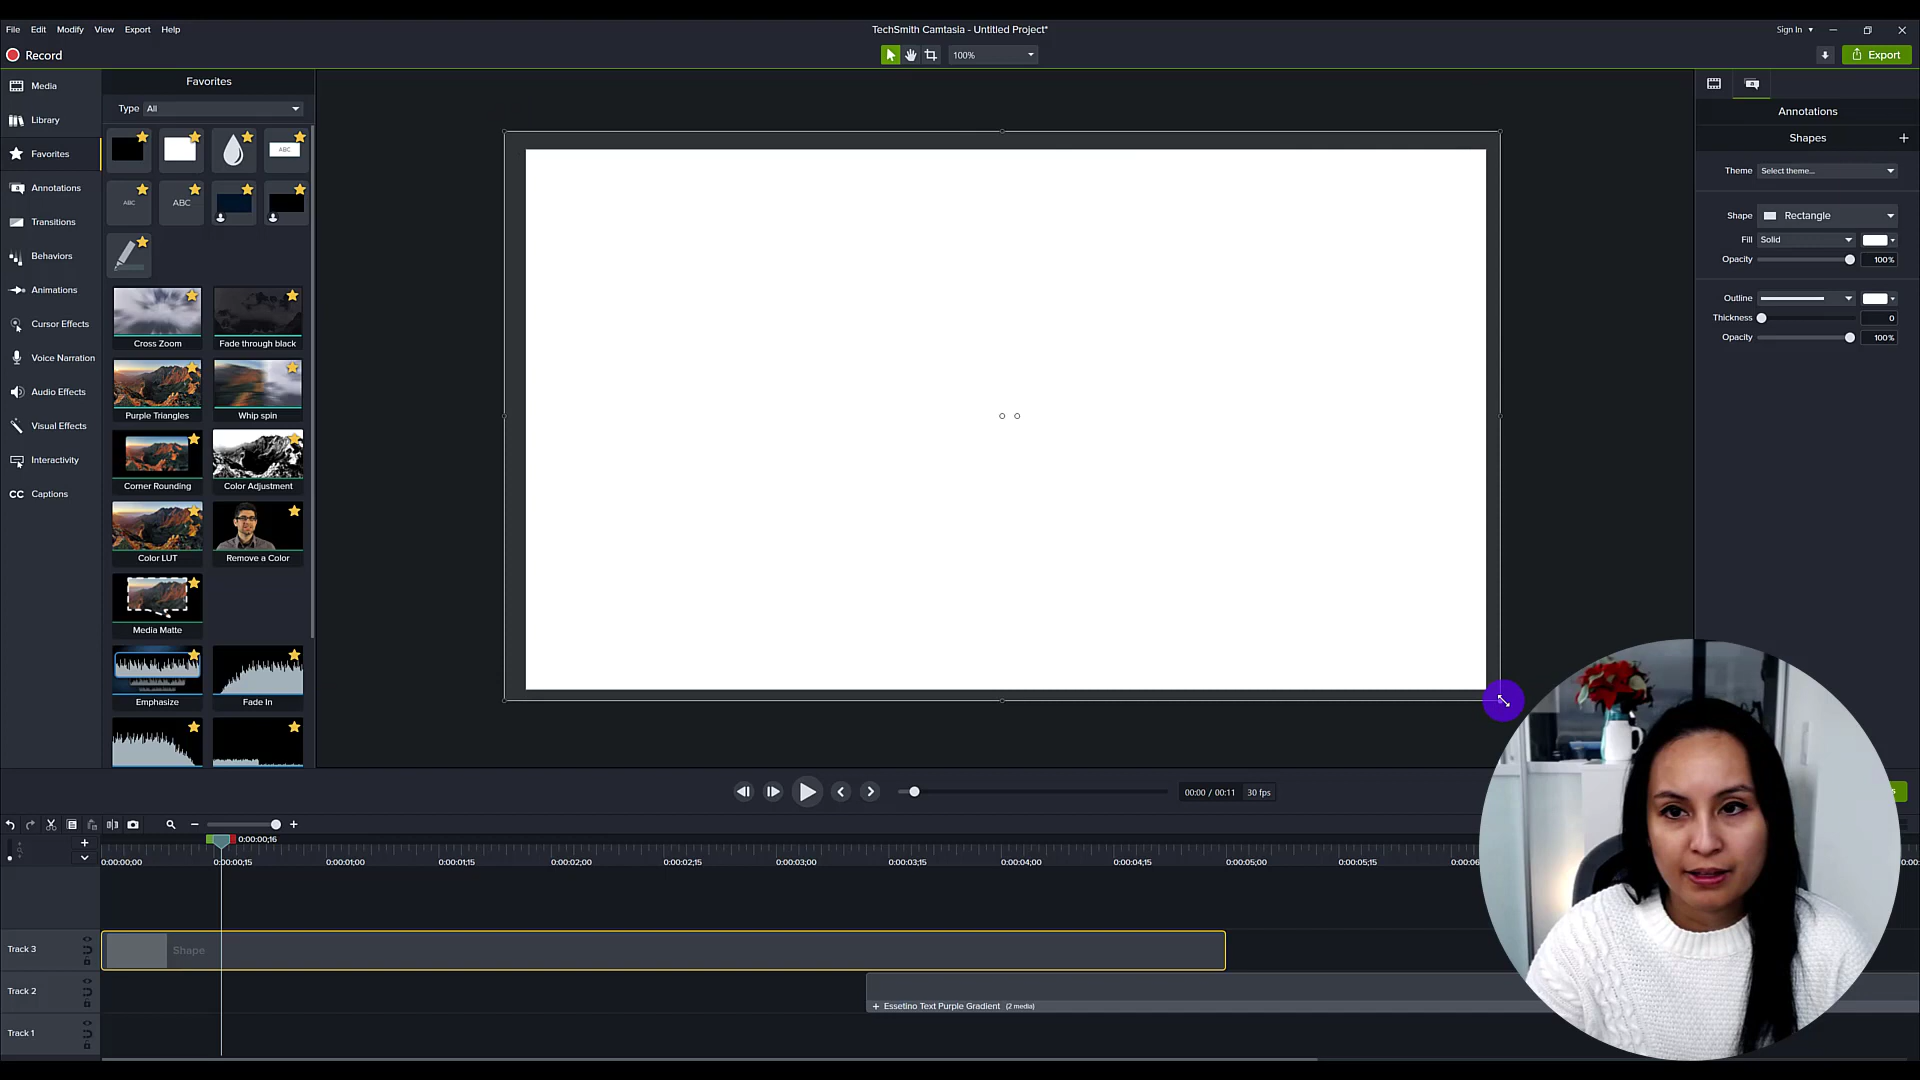 File Edit Modify View Export Help
TechSmith Camtasia - Untitled Project*
Sign In
Record
100%
Export
Media
Library
Favorites
Annotations
Transitions
Behaviors
Animations
Cursor Effects
Voice Narration
Audio Effects
Visual Effects
Interactivity
CC Captions
Favorites
Type All
ABC
ABC
ABC
Cross Zoom Fade through black
Purple Triangles Whip spin
Corner Rounding Color Adjustment
Color LUT Remove a Color
Media Matte
Emphasize Fade In
Annotations
Shapes
Theme Select theme...
Shape Rectangle
Fill Solid
Opacity 100%
Outline
Thickness 0
Opacity 100%
00:00 / 00:11 30 fps
0:00:00;16
0:00:00;00 0:00:00;15 0:00:01;00 0:00:01;15 0:00:02;00 0:00:02;15 0:00:03;00 0:00:03;15 0:00:04;00 0:00:04;15 0:00:05;00 0:00:05;15
Track 3 Shape
Track 2
+ Essetino Text Purple Gradient (2 media)
Track 1